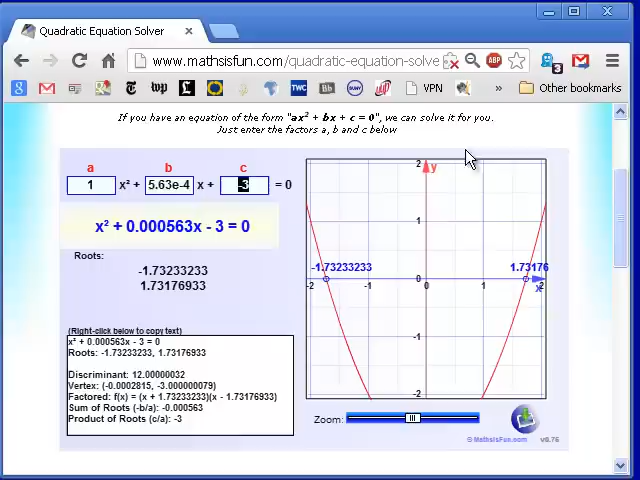 Quadratic Equation Solver
www.mathsisfun.com/quadratic-equation-solve
ABP
3
VPN
»
Other bookmarks
If you have an equation of the form "ax² + bx + c = 0", we can solve it for you.
Just enter the factors a, b and c below
a b c
1 x² + 5.63e-4 x + -3 = 0
x² + 0.000563x - 3 = 0
Roots:
-1.73233233
1.73176933
(Right-click below to copy text)
x² + 0.000563x - 3 = 0
Roots: -1.73233233, 1.73176933
Discriminant: 12.00000032
Vertex: (-0.0002815, -3.000000079)
Factored: f(x) = (x + 1.73233233)(x - 1.73176933)
Sum of Roots (-b/a): -0.000563
Product of Roots (c/a): -3
2 y
1
-1.73233233 1.73176
0
-2 -1 0 1 2 x
-1
-2
Zoom:
© MathsIsFun.com v0.76